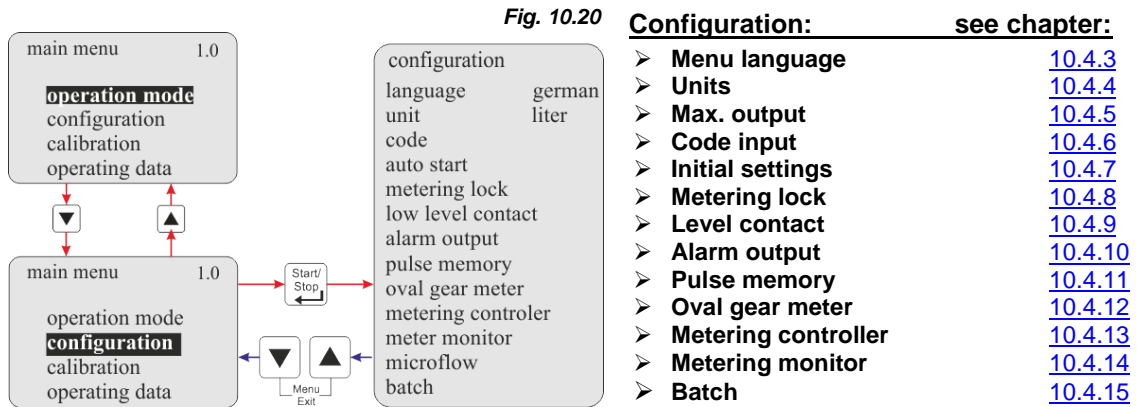 Fig. 10.20
main menu 1.0
operation mode
configuration
calibration
operating data
main menu 1.0
operation mode
configuration
calibration
operating data
Start/
Stop
Menu
Exit
configuration
language german
unit liter
code
auto start
metering lock
low level contact
alarm output
pulse memory
oval gear meter
metering controler
meter monitor
microflow
batch
Configuration: see chapter:
➢ Menu language 10.4.3
➢ Units 10.4.4
➢ Max. output 10.4.5
➢ Code input 10.4.6
➢ Initial settings 10.4.7
➢ Metering lock 10.4.8
➢ Level contact 10.4.9
➢ Alarm output 10.4.10
➢ Pulse memory 10.4.11
➢ Oval gear meter 10.4.12
➢ Metering controller 10.4.13
➢ Metering monitor 10.4.14
➢ Batch 10.4.15